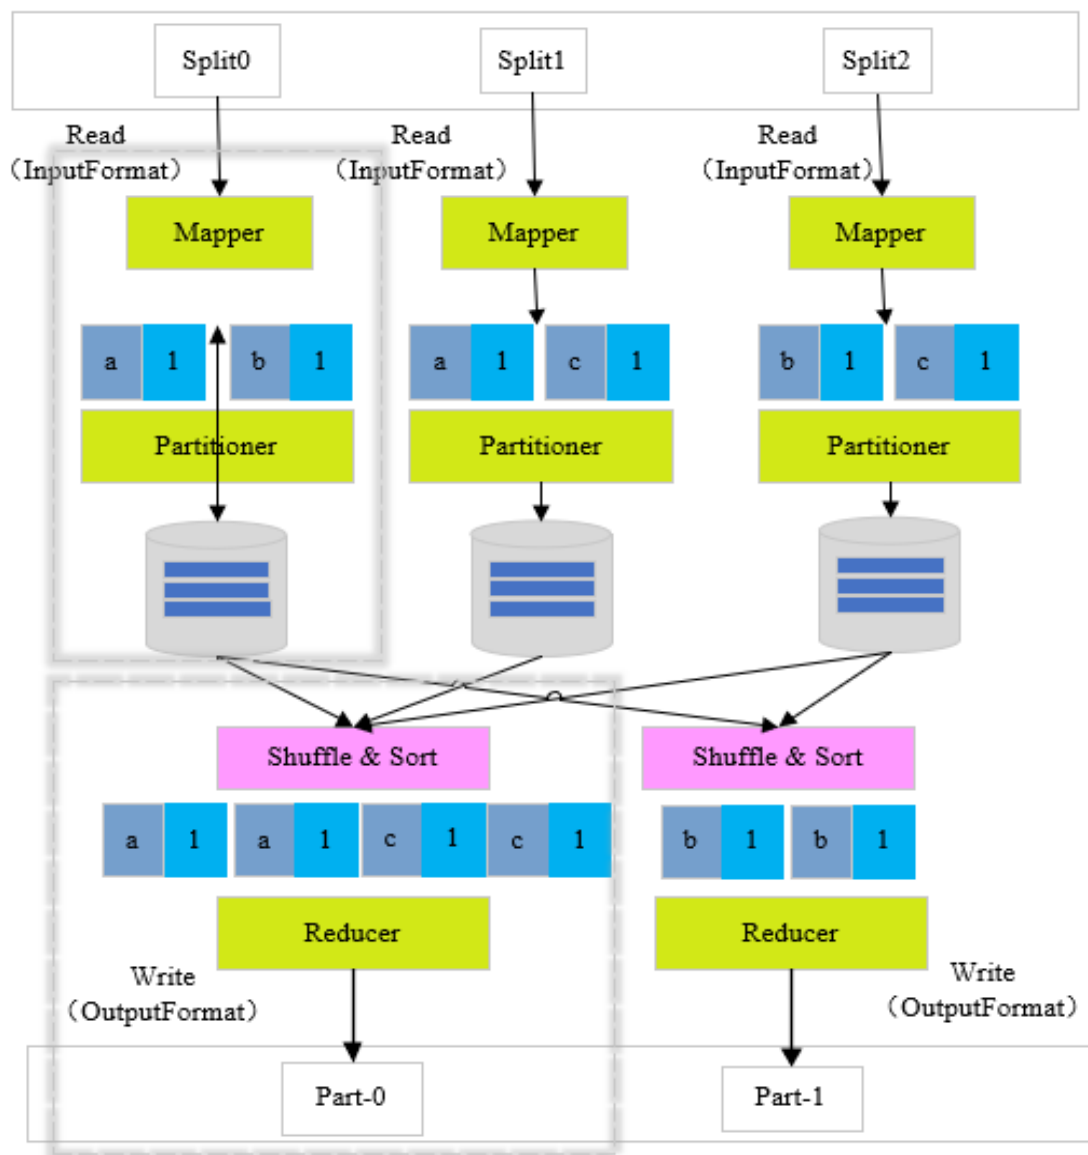 Split0
Split1
Split2
Read
（InputFormat）
Read
（InputFormat）
Read
（InputFormat）
Mapper
Mapper
Mapper
a 1 b 1
a 1 c 1
b 1 c 1
Partitioner
Partitioner
Partitioner
Shuffle & Sort
Shuffle & Sort
a 1 a 1 c 1 c 1
b 1 b 1
Reducer
Reducer
Write
（OutputFormat）
Write
（OutputFormat）
Part-0
Part-1